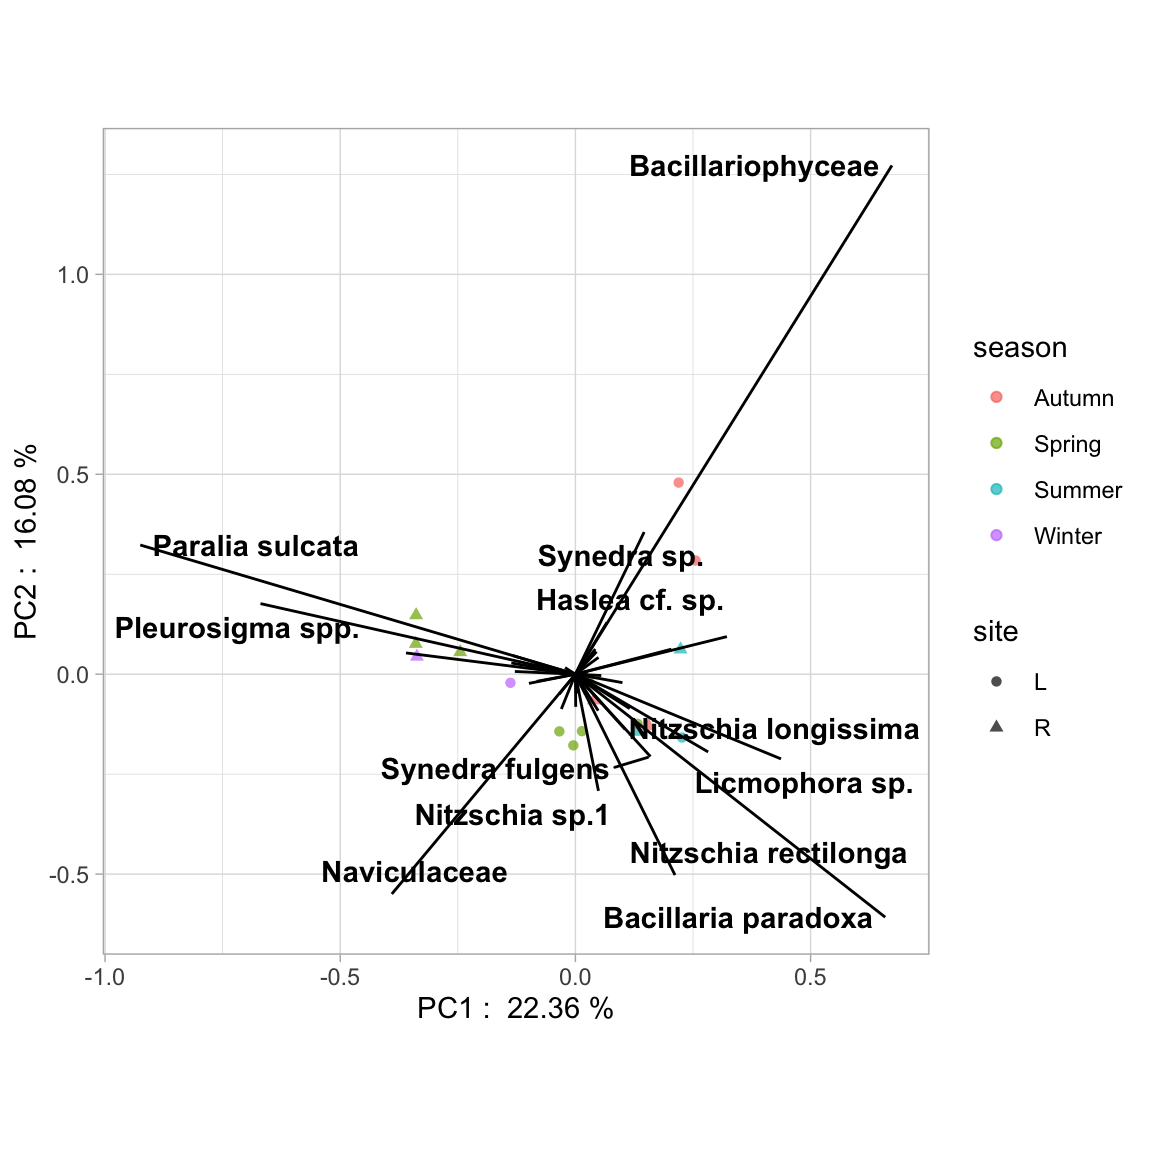 Bacillariophyceae
1.0
0.5
Paralia sulcata
Synedra sp.
Haslea cf. sp.
Pleurosigma spp.
0.0
Nitzschia longissima
Synedra fulgens
Licmophora sp.
Nitzschia sp.1
Nitzschia rectilonga
-0.5
Naviculaceae
Bacillaria paradoxa
-1.0 -0.5 0.0 0.5
PC1 : 22.36 %
PC2 : 16.08 %
season
Autumn
Spring
Summer
Winter
site
L
R